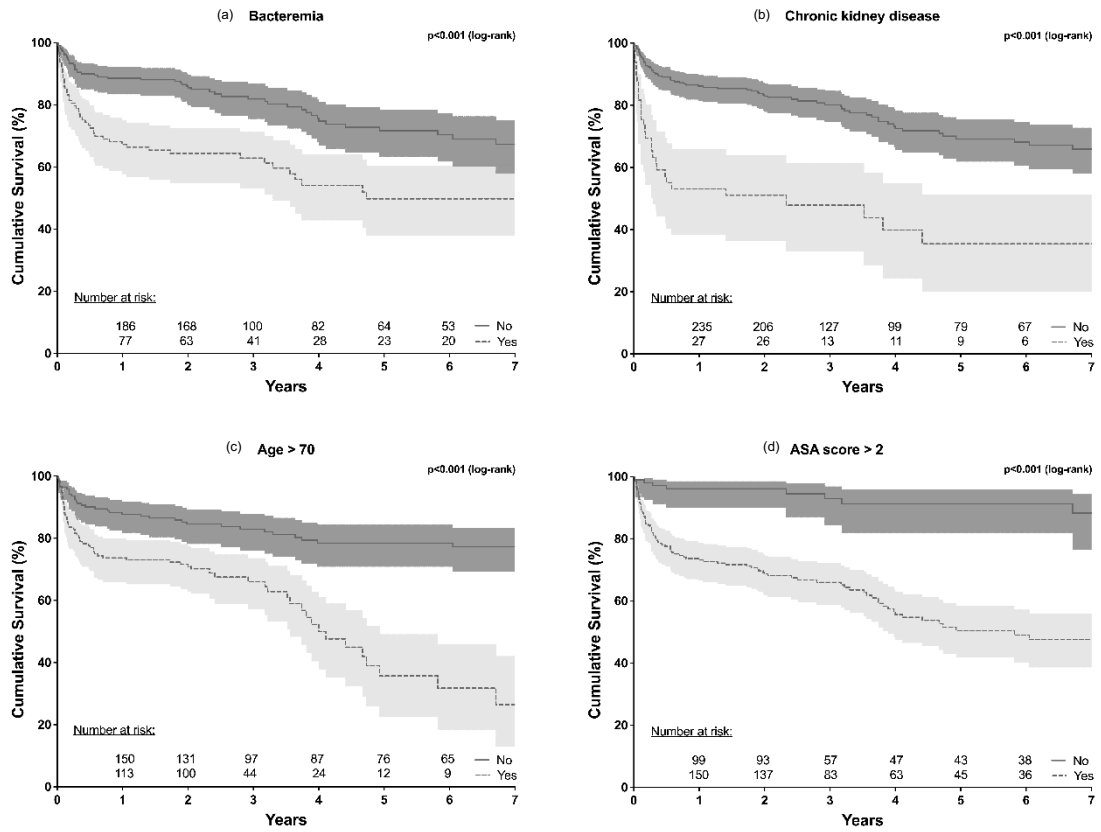 (a) Bacteremia
p<0.001 (log-rank)
Cumulative Survival (%)
100
80
60
40
20
0
Number at risk:
186 168 100 82 64 53 No
77 63 41 28 23 20 Yes
0 1 2 3 4 5 6 7
Years
(b) Chronic kidney disease
p<0.001 (log-rank)
Cumulative Survival (%)
100
80
60
40
20
0
Number at risk:
235 206 127 99 79 67 No
27 26 13 11 9 6 Yes
0 1 2 3 4 5 6 7
Years
(c) Age > 70
p<0.001 (log-rank)
Cumulative Survival (%)
100
80
60
40
20
0
Number at risk:
150 131 97 87 76 65 No
113 100 44 24 12 9 Yes
0 1 2 3 4 5 6 7
Years
(d) ASA score > 2
p<0.001 (log-rank)
Cumulative Survival (%)
100
80
60
40
20
0
Number at risk:
99 93 57 47 43 38 No
150 137 83 63 45 36 Yes
0 1 2 3 4 5 6 7
Years